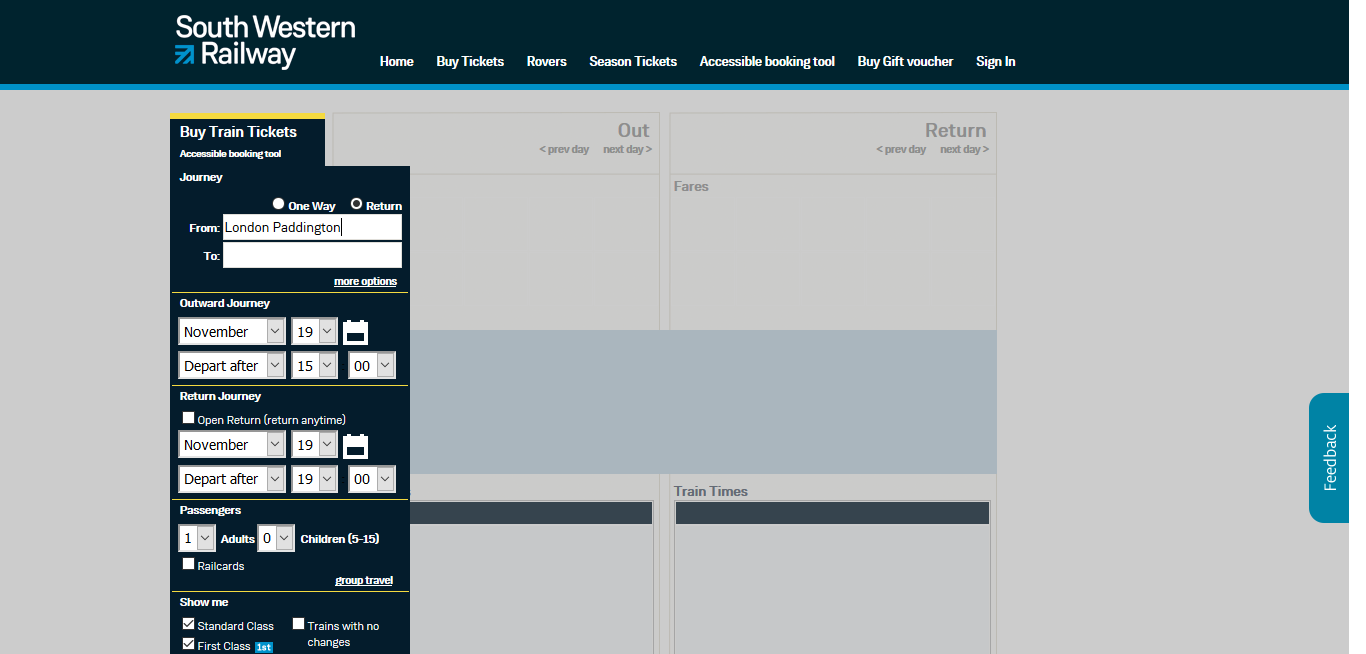 South Western
Railway
Home Buy Tickets Rovers Season Tickets Accessible booking tool Buy Gift voucher Sign In
Buy Train Tickets
Accessible booking tool
Out
< prev day next day >
Return
< prev day next day >
Journey
One Way Return
From: London Paddington
To:
more options
Fares
Outward Journey
November 19
Depart after 15 00
Return Journey
Open Return (return anytime)
November 19
Depart after 19 00
Train Times
Passengers
1 Adults 0 Children (5-15)
Railcards
group travel
Show me
Standard Class Trains with no
changes
First Class 1st
Feedback